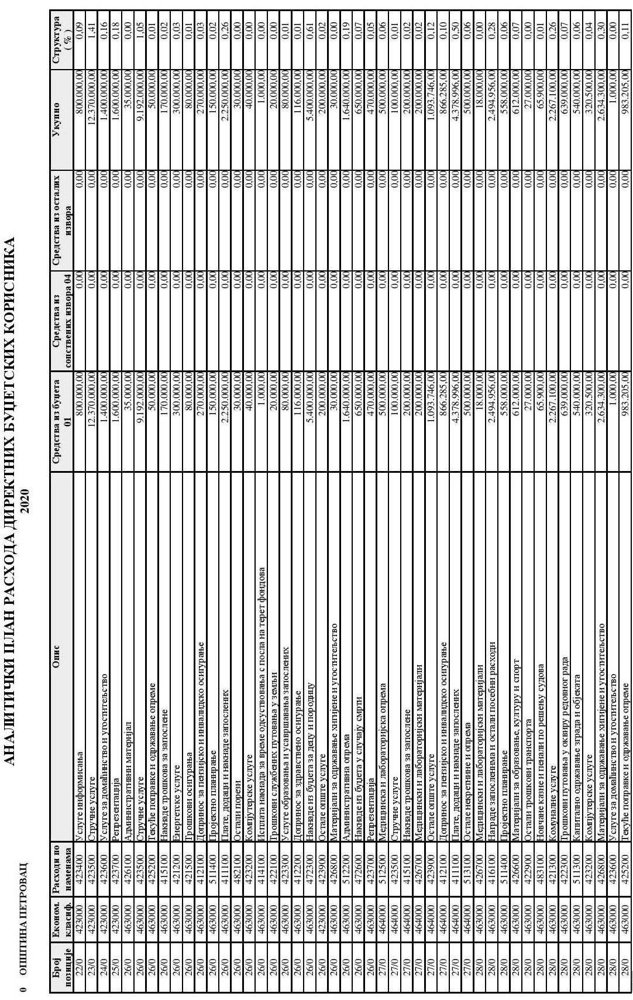 АНАЛИТИЧКИ ПЛАН РАСХОДА ДИРЕКТНИХ БУЏЕТСКИХ КОРИСНИКА
2020
0 ОПШТИНА ПЕТРОВАЦ
Број позиције Економ. класиф. Расходи по наменама Опис Средства из буџета 01 Средства из сопствених извора 04 Средства из осталих извора Укупно Структура ( % )
22/0 423000 423400 Услуге информисања 800.000,00 0,00 0,00 800.000,00 0,09
23/0 423000 423500 Стручне услуге 12.370.000,00 0,00 0,00 12.370.000,00 1,41
24/0 423000 423600 Услуге за домаћинство и угоститељство 1.400.000,00 0,00 0,00 1.400.000,00 0,16
25/0 423000 423700 Репрезентација 1.600.000,00 0,00 0,00 1.600.000,00 0,18
26/0 463000 426100 Административни материјал 35.000,00 0,00 0,00 35.000,00 0,00
26/0 463000 423500 Стручне услуге 9.192.000,00 0,00 0,00 9.192.000,00 1,05
26/0 463000 425200 Текуће поправке и одржавање опреме 50.000,00 0,00 0,00 50.000,00 0,01
26/0 463000 415100 Накнаде трошкова за запослене 170.000,00 0,00 0,00 170.000,00 0,02
26/0 463000 421200 Енергетске услуге 300.000,00 0,00 0,00 300.000,00 0,03
26/0 463000 421500 Трошкови осигурања 80.000,00 0,00 0,00 80.000,00 0,01
26/0 463000 412100 Допринос за пензијско и инвалидско осигурање 270.000,00 0,00 0,00 270.000,00 0,03
26/0 463000 511400 Пројектно планирање 150.000,00 0,00 0,00 150.000,00 0,02
26/0 463000 411100 Плате, додаци и накнаде запослених 2.250.000,00 0,00 0,00 2.250.000,00 0,26
26/0 463000 482100 Остали порези 30.000,00 0,00 0,00 30.000,00 0,00
26/0 463000 423200 Компјутерске услуге 40.000,00 0,00 0,00 40.000,00 0,00
26/0 463000 414100 Исплата накнада за време одсуствовања с посла на терет фондова 1.000,00 0,00 0,00 1.000,00 0,00
26/0 463000 422100 Трошкови службених путовања у земљи 20.000,00 0,00 0,00 20.000,00 0,00
26/0 463000 423300 Услуге образовања и усавршавања запослених 80.000,00 0,00 0,00 80.000,00 0,01
26/0 463000 412200 Допринос за здравствено осигурање 116.000,00 0,00 0,00 116.000,00 0,01
26/0 463000 472300 Накнаде из буџета за децу и породицу 5.400.000,00 0,00 0,00 5.400.000,00 0,61
26/0 423000 423900 Остале опште услуге 200.000,00 0,00 0,00 200.000,00 0,02
26/0 463000 426800 Материјали за одржавање хигијене и угоститељство 30.000,00 0,00 0,00 30.000,00 0,00
26/0 463000 512200 Административна опрема 1.640.000,00 0,00 0,00 1.640.000,00 0,19
26/0 463000 472600 Накнаде из буџета у случају смрти 650.000,00 0,00 0,00 650.000,00 0,07
26/0 463000 423700 Репрезентација 470.000,00 0,00 0,00 470.000,00 0,05
27/0 464000 512500 Медицинска и лабораторијска опрема 500.000,00 0,00 0,00 500.000,00 0,06
27/0 464000 423500 Стручне услуге 100.000,00 0,00 0,00 100.000,00 0,01
27/0 464000 415100 Накнаде трошкова за запослене 200.000,00 0,00 0,00 200.000,00 0,02
27/0 464000 426700 Медицински и лабораторијски материјали 200.000,00 0,00 0,00 200.000,00 0,02
27/0 464000 423900 Остале опште услуге 1.093.746,00 0,00 0,00 1.093.746,00 0,12
27/0 464000 412100 Допринос за пензијско и инвалидско осигурање 866.285,00 0,00 0,00 866.285,00 0,10
27/0 464000 411100 Плате, додаци и накнаде запослених 4.378.996,00 0,00 0,00 4.378.996,00 0,50
27/0 464000 513100 Остале некретнине и опрема 500.000,00 0,00 0,00 500.000,00 0,06
28/0 463000 426700 Медицински и лабораторијски материјали 18.000,00 0,00 0,00 18.000,00 0,00
28/0 463000 416100 Награде запосленима и остали посебни расходи 2.494.956,00 0,00 0,00 2.494.956,00 0,28
28/0 463000 511400 Пројектно планирање 558.000,00 0,00 0,00 558.000,00 0,06
28/0 463000 426600 Материјали за образовање, културу и спорт 612.000,00 0,00 0,00 612.000,00 0,07
28/0 463000 422900 Остали трошкови транспорта 27.000,00 0,00 0,00 27.000,00 0,00
28/0 463000 483100 Новчане казне и пенали по решењу судова 65.900,00 0,00 0,00 65.900,00 0,01
28/0 463000 421300 Комуналне услуге 2.267.100,00 0,00 0,00 2.267.100,00 0,26
28/0 463000 422300 Трошкови путовања у оквиру редовног рада 639.000,00 0,00 0,00 639.000,00 0,07
28/0 463000 511300 Капитално одржавање зграда и објеката 540.000,00 0,00 0,00 540.000,00 0,06
28/0 463000 423200 Компјутерске услуге 320.500,00 0,00 0,00 320.500,00 0,04
28/0 463000 426800 Материјали за одржавање хигијене и угоститељство 2.634.300,00 0,00 0,00 2.634.300,00 0,30
28/0 463000 423600 Услуге за домаћинство и угоститељство 1.000,00 0,00 0,00 1.000,00 0,00
28/0 463000 425200 Текуће поправке и одржавање опреме 983.205,00 0,00 0,00 983.205,00 0,11